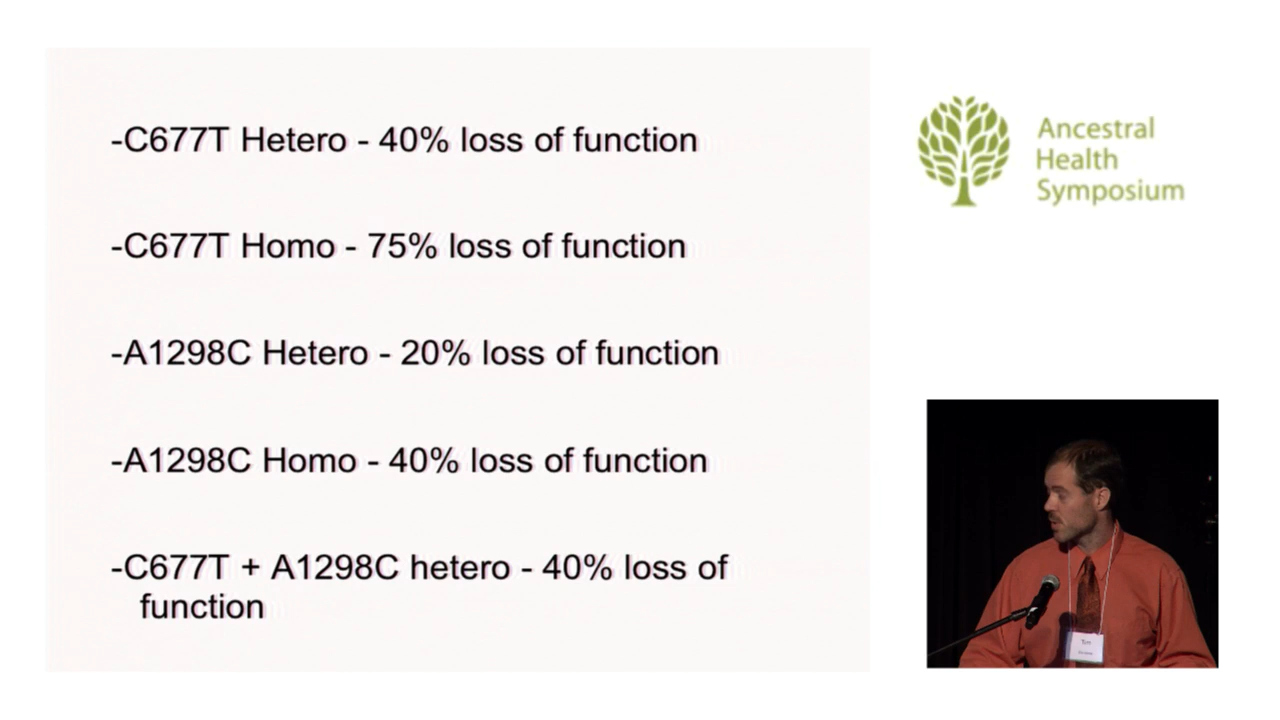 -C677T Hetero - 40% loss of function
-C677T Homo - 75% loss of function
-A1298C Hetero - 20% loss of function
-A1298C Homo - 40% loss of function
-C677T + A1298C hetero - 40% loss of
function
Ancestral
Health
Symposium